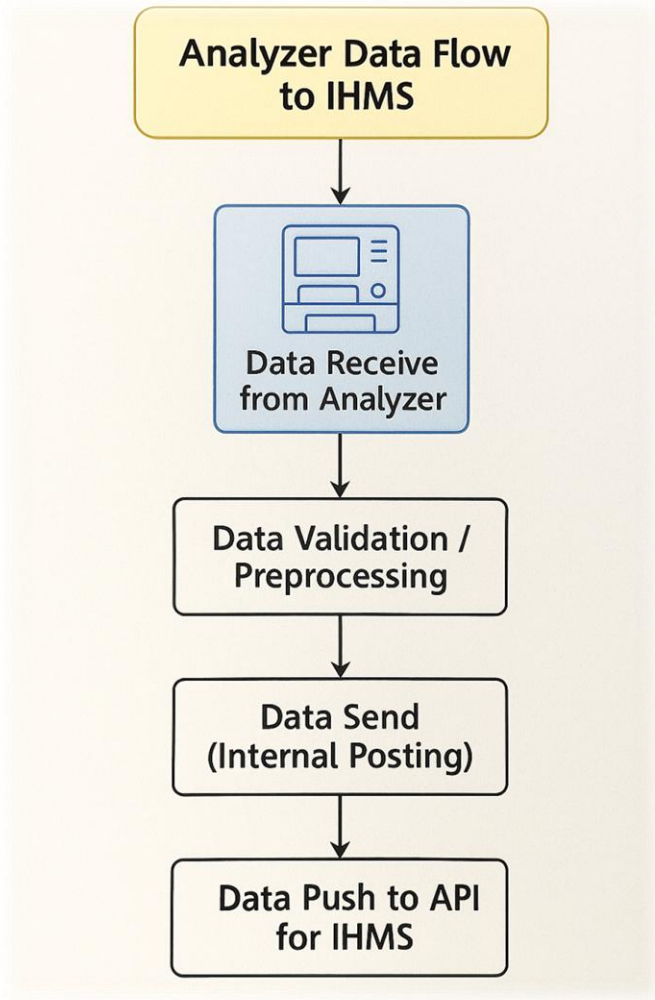 Analyzer Data Flow
to IHMS
Data Receive
from Analyzer
Data Validation /
Preprocessing
Data Send
(Internal Posting)
Data Push to API
for IHMS